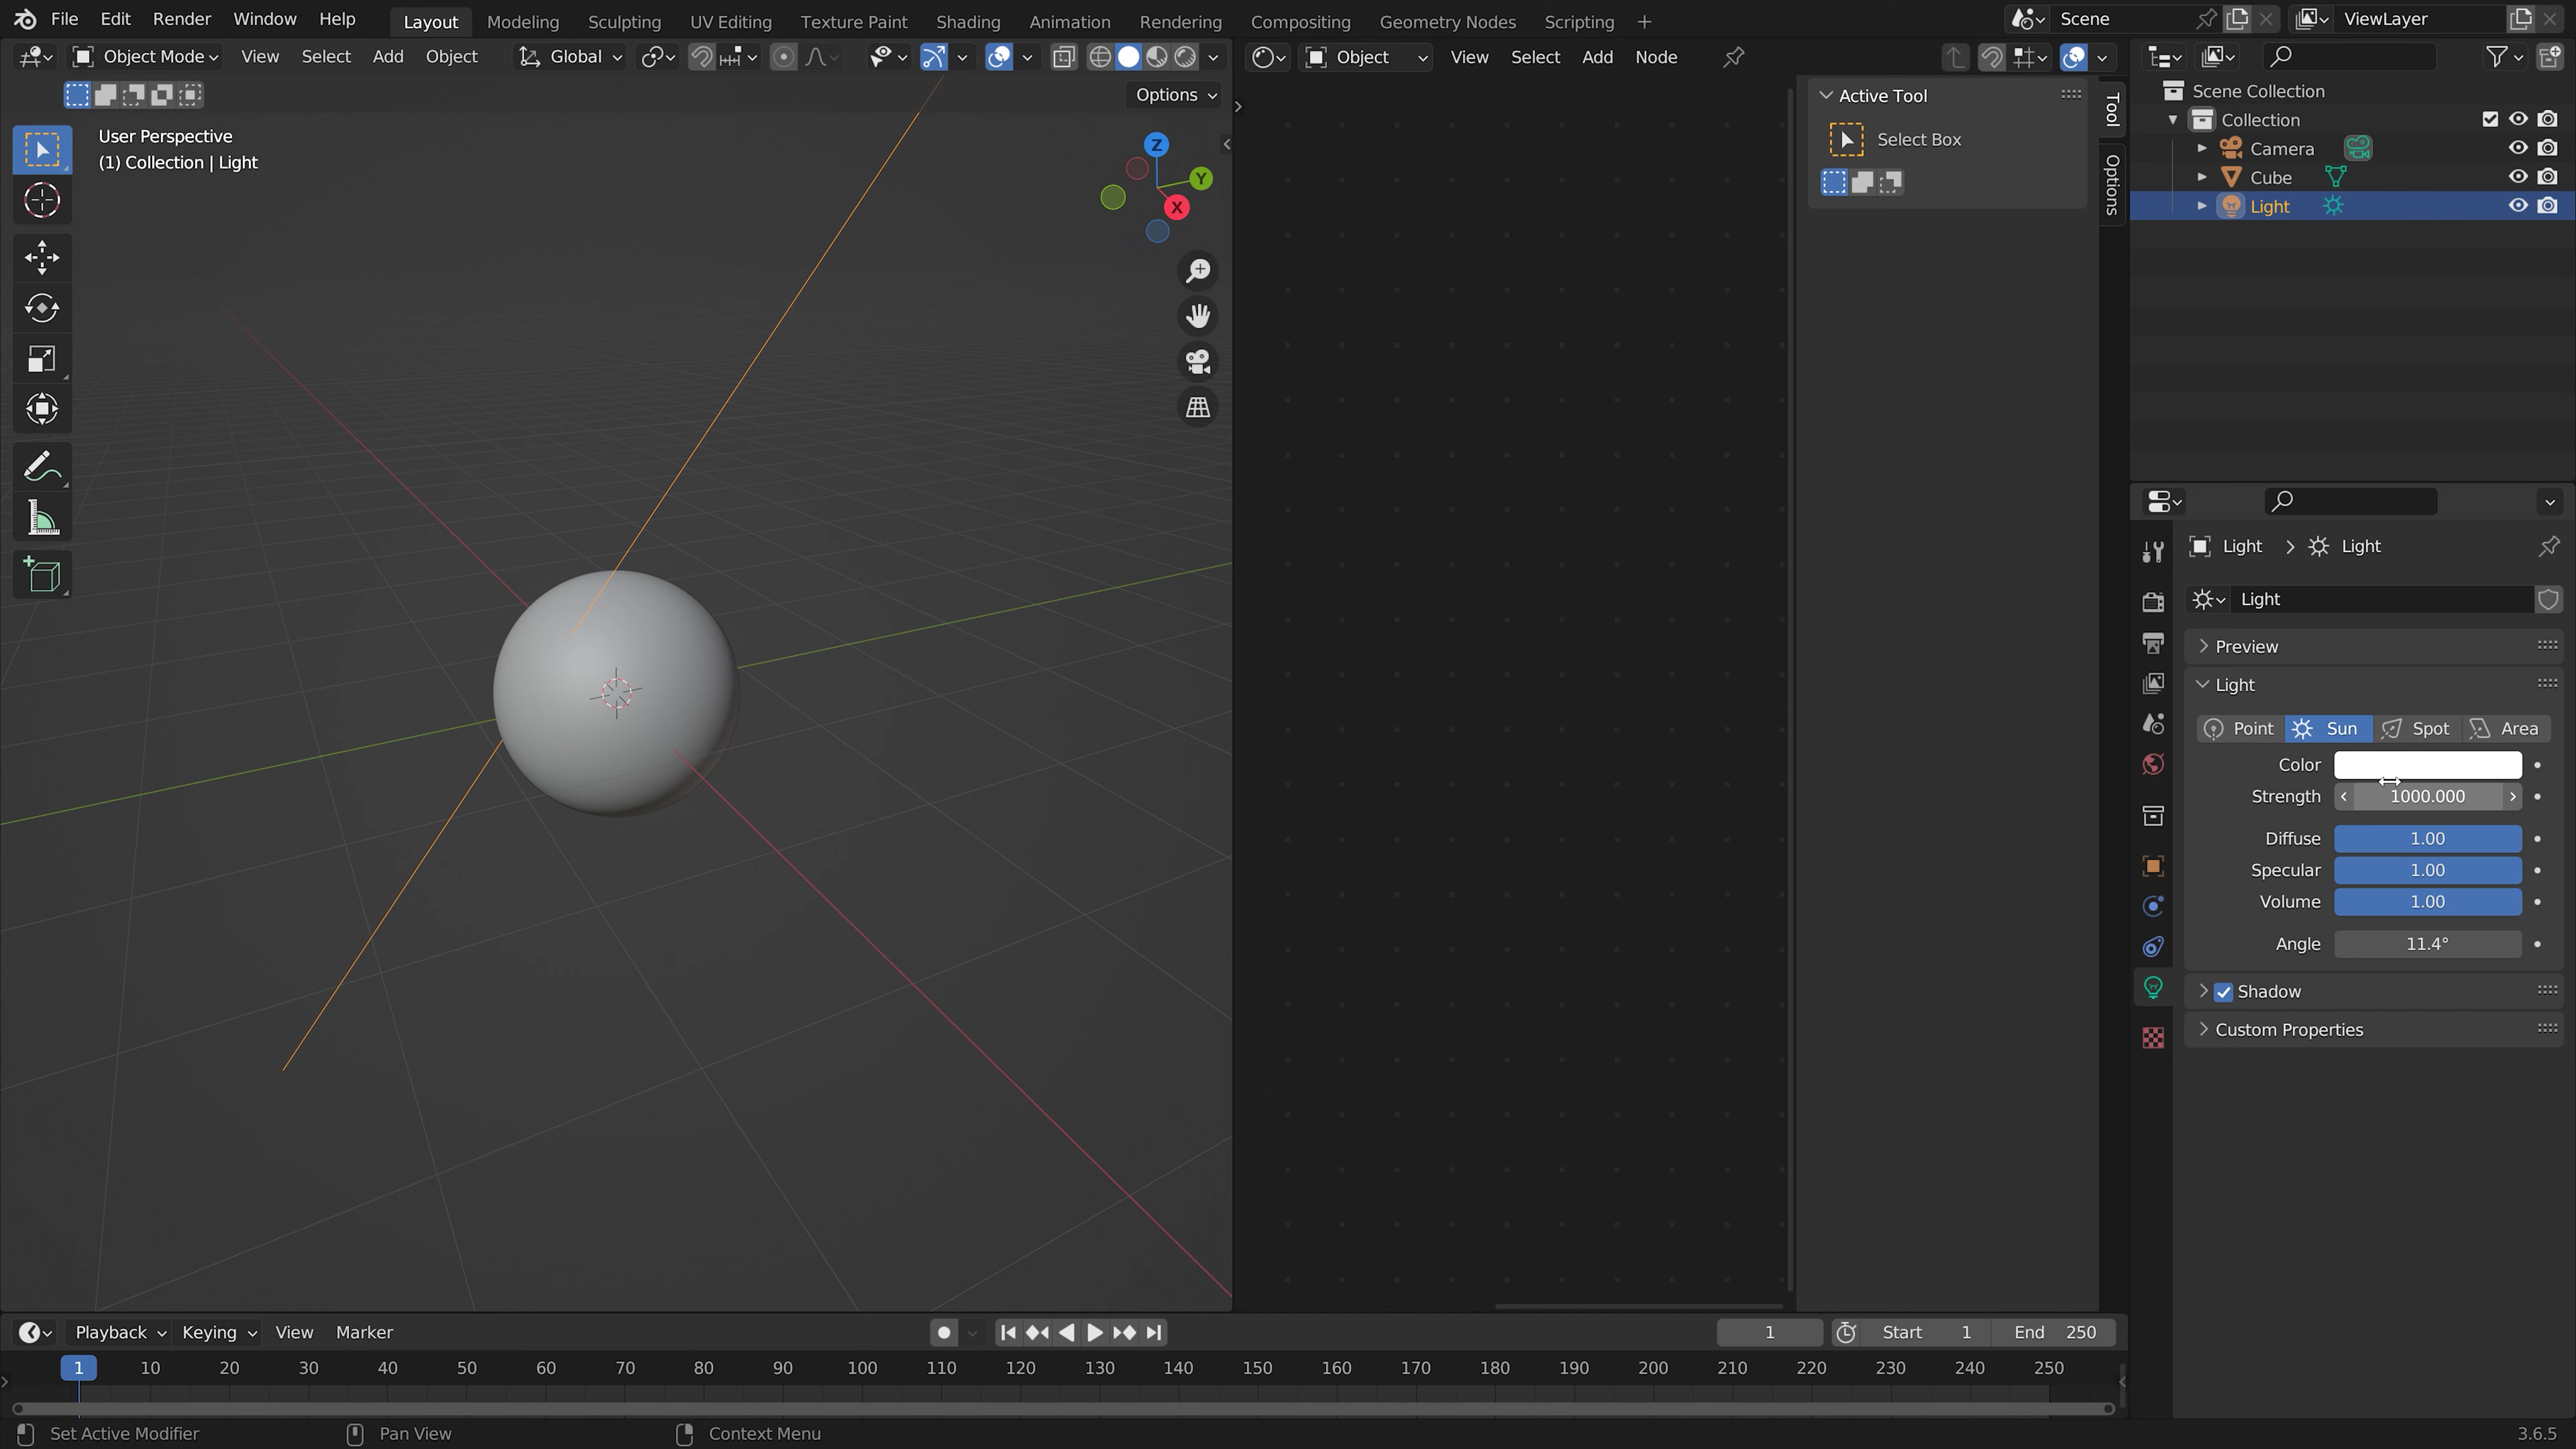 File Edit Render Window Help Layout Modeling Sculpting UV Editing Texture Paint Shading Animation Rendering Compositing Geometry Nodes Scripting + Scene ViewLayer
Object Mode View Select Add Object Global Object View Select Add Node
Options
User Perspective
(1) Collection | Light
Z
Y
X
Active Tool
Select Box
Tool
Options
Scene Collection
Collection
Camera
Cube
Light
Light > Light
Light
Preview
Light
Point Sun Spot Area
Color
Strength 1000.000
Diffuse 1.00
Specular 1.00
Volume 1.00
Angle 11.4°
Shadow
Custom Properties
Playback Keying View Marker 1 Start 1 End 250
1 10 20 30 40 50 60 70 80 90 100 110 120 130 140 150 160 170 180 190 200 210 220 230 240 250
Set Active Modifier Pan View Context Menu 3.6.5